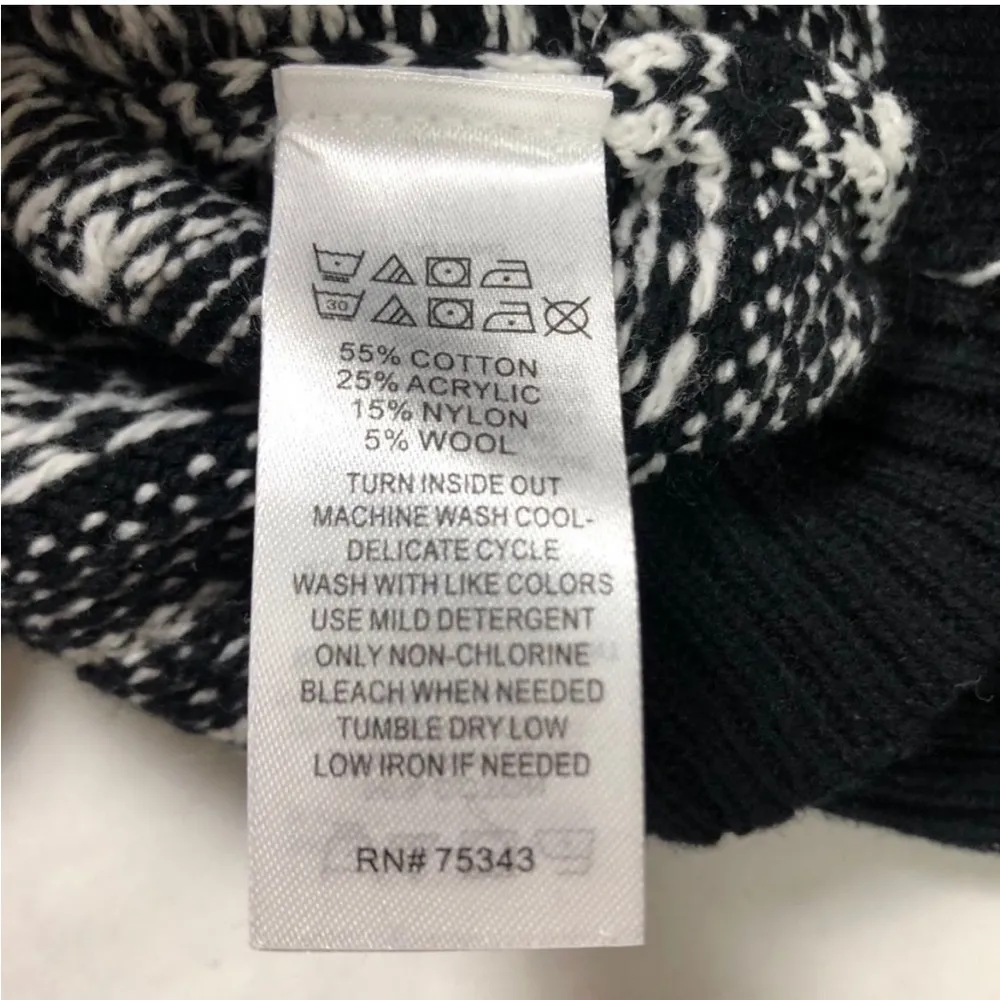 30
55% COTTON
25% ACRYLIC
15% NYLON
5% WOOL
TURN INSIDE OUT
MACHINE WASH COOL-
DELICATE CYCLE
WASH WITH LIKE COLORS
USE MILD DETERGENT
ONLY NON-CHLORINE
BLEACH WHEN NEEDED
TUMBLE DRY LOW
LOW IRON IF NEEDED
RN# 75343